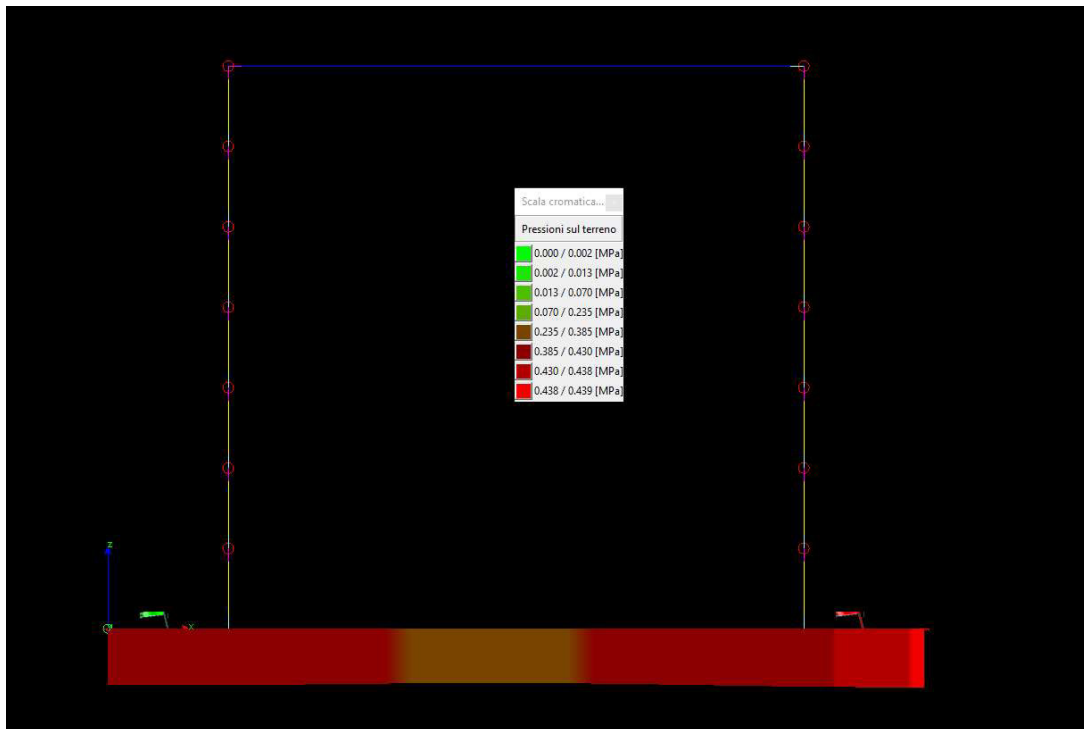 Scala cromatica...
Pressioni sul terreno
0.000 / 0.002 [MPa]
0.002 / 0.013 [MPa]
0.013 / 0.070 [MPa]
0.070 / 0.235 [MPa]
0.235 / 0.385 [MPa]
0.385 / 0.430 [MPa]
0.430 / 0.438 [MPa]
0.438 / 0.439 [MPa]
Z
X